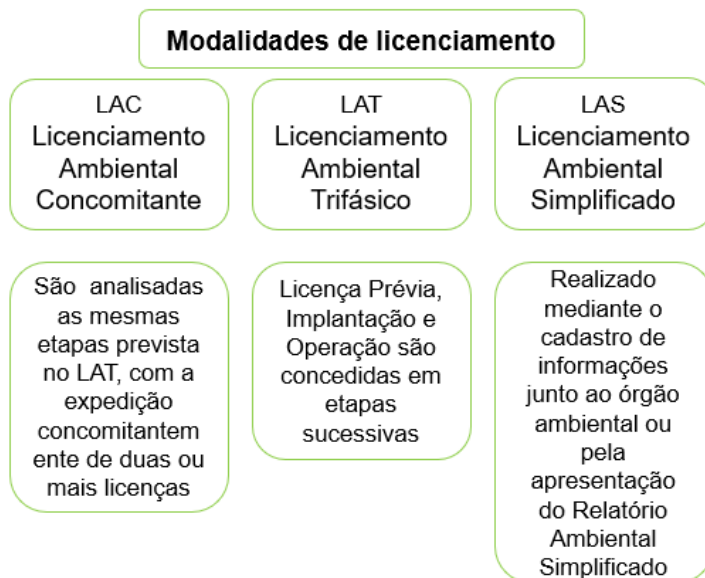 Modalidades de licenciamento
LAC
Licenciamento
Ambiental
Concomitante
LAT
Licenciamento
Ambiental
Trifásico
LAS
Licenciamento
Ambiental
Simplificado
São analisadas
as mesmas
etapas prevista
no LAT, com a
expedição
concomitantem
ente de duas ou
mais licenças
Licença Prévia,
Implantação e
Operação são
concedidas em
etapas
sucessivas
Realizado
mediante o
cadastro de
informações
junto ao órgão
ambiental ou
pela
apresentação
do Relatório
Ambiental
Simplificado